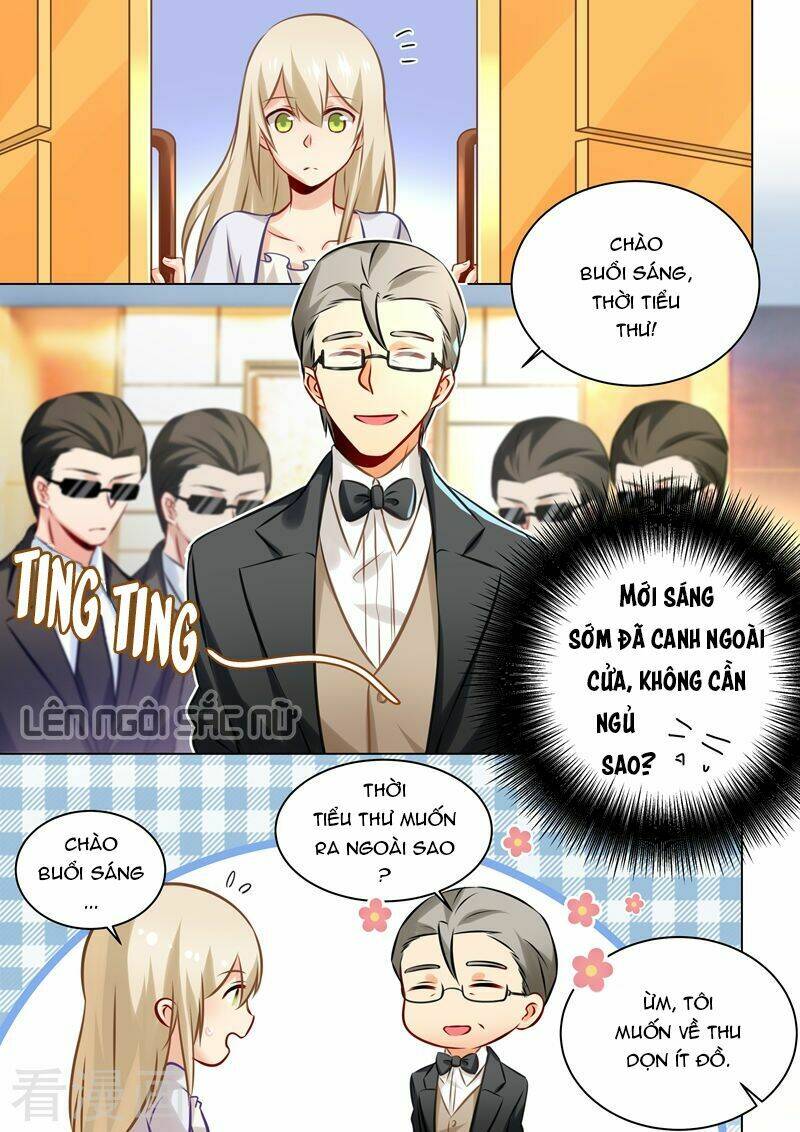 CHÀO
BUỔI SÁNG,
THỜI TIỂU
THƯ!
MỚI SÁNG
SỚM ĐÃ CANH NGOÀI
CỬA, KHÔNG CẦN
NGỦ
SAO?
TING TING
LÊN NGÔI SẮC NỮ
THỜI
TIỂU THƯ MUỐN
RA NGOÀI SAO
?
CHÀO
BUỔI SÁNG
...
ỪM, TÔI
MUỐN VỀ THU
DỌN ÍT ĐỒ.
看漫画